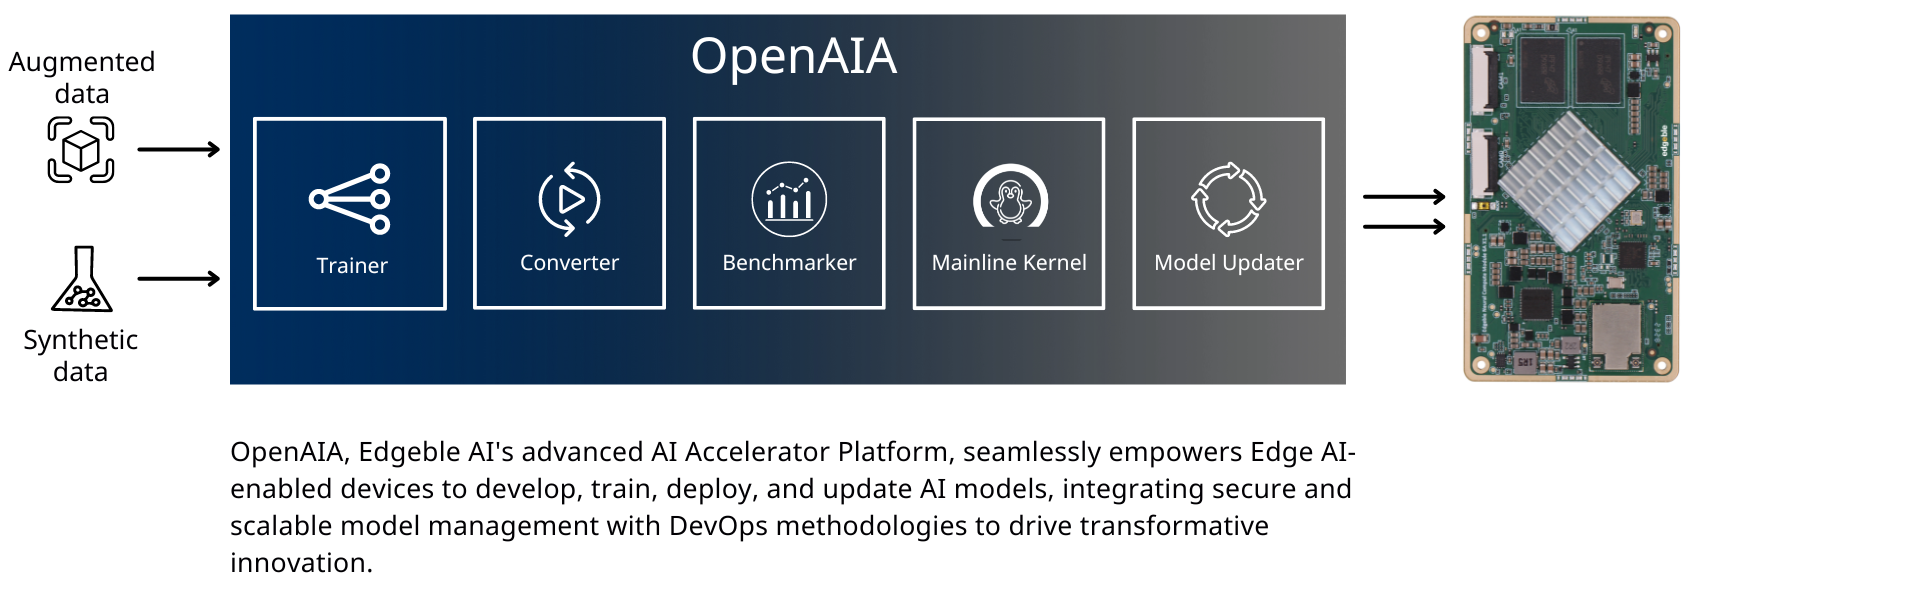 OpenAIA
Augmented
data
Synthetic
data
Trainer
Converter
Benchmarker
Mainline Kernel
Model Updater
CAM1
edgeble
OpenAIA, Edgeble AI's advanced AI Accelerator Platform, seamlessly empowers Edge AI-
enabled devices to develop, train, deploy, and update AI models, integrating secure and
scalable model management with DevOps methodologies to drive transformative
innovation.